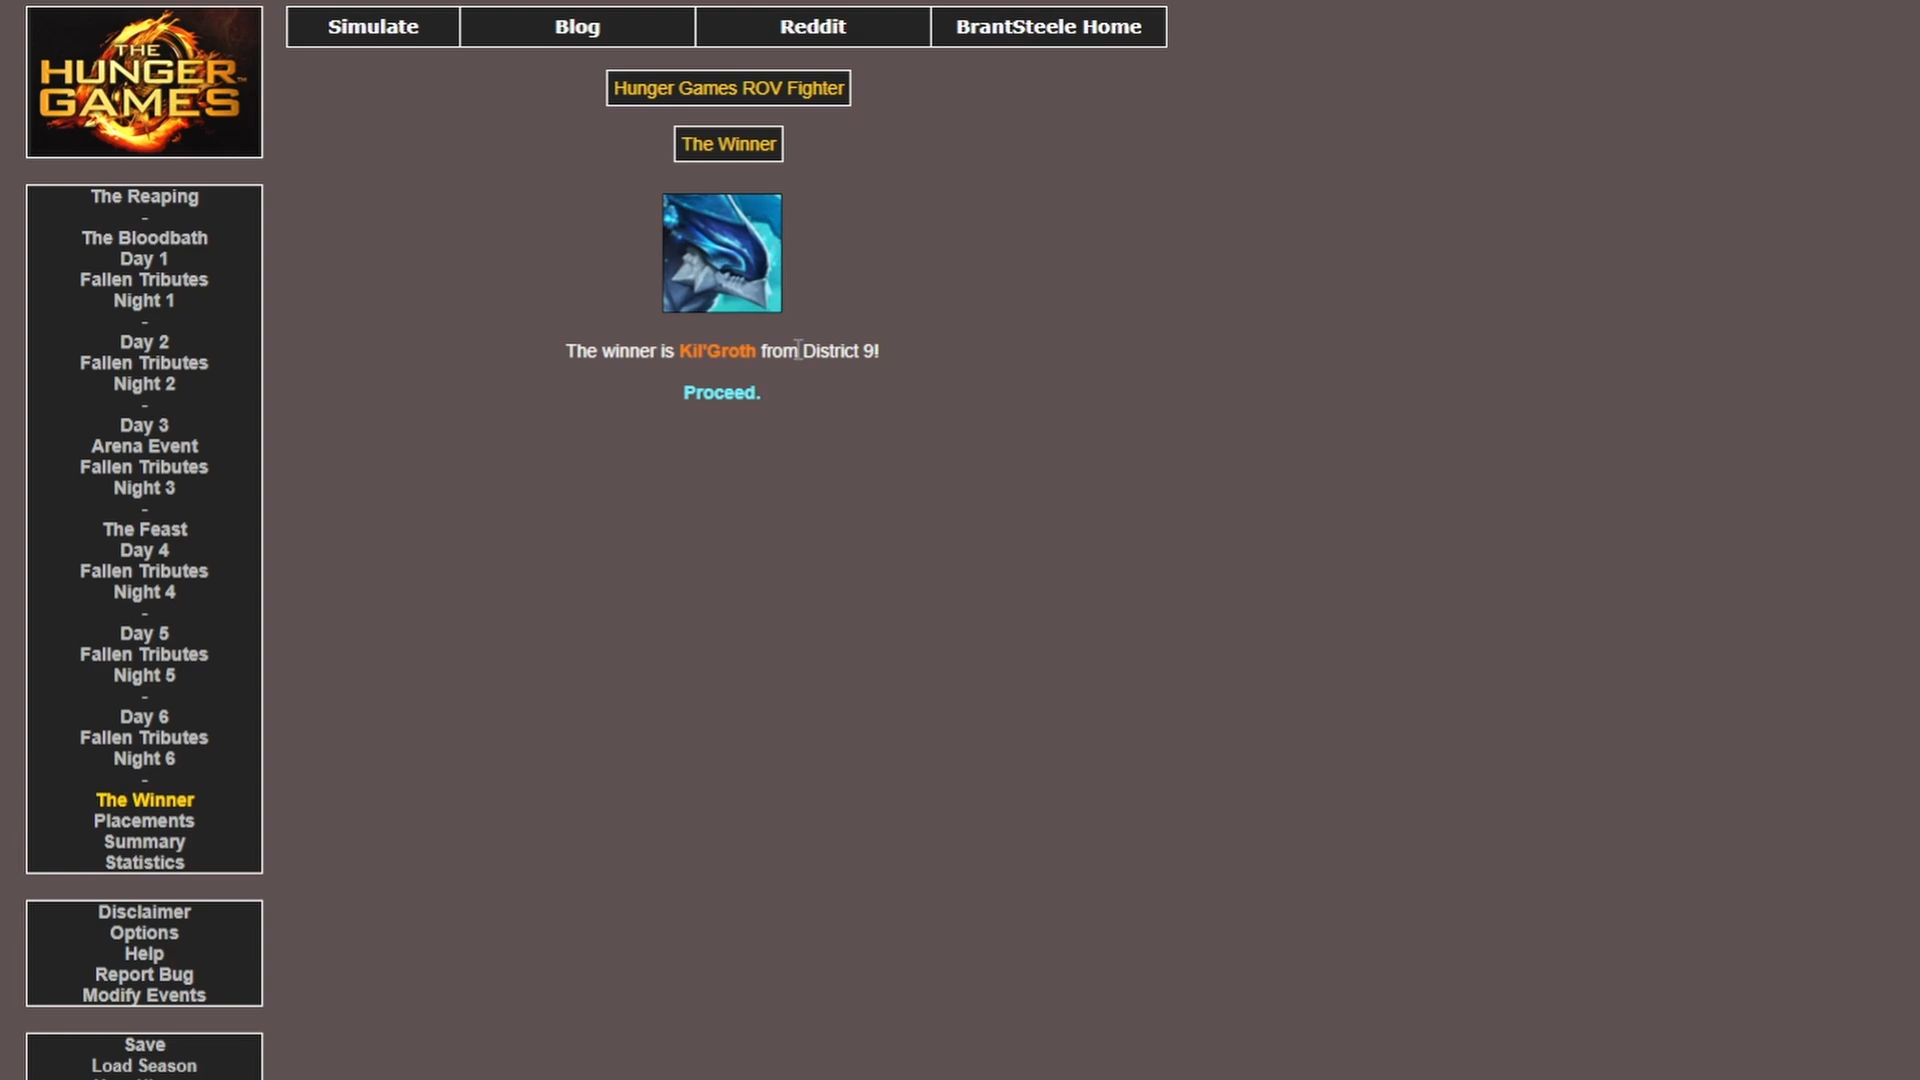 THE
HUNGER
GAMES
Simulate
Blog
Reddit
BrantSteele Home
Hunger Games ROV Fighter
The Winner
The winner is Kil'Groth from District 9!
Proceed.
The Reaping
-
The Bloodbath
Day 1
Fallen Tributes
Night 1
-
Day 2
Fallen Tributes
Night 2
-
Day 3
Arena Event
Fallen Tributes
Night 3
-
The Feast
Day 4
Fallen Tributes
Night 4
-
Day 5
Fallen Tributes
Night 5
-
Day 6
Fallen Tributes
Night 6
-
The Winner
Placements
Summary
Statistics
Disclaimer
Options
Help
Report Bug
Modify Events
Save
Load Season